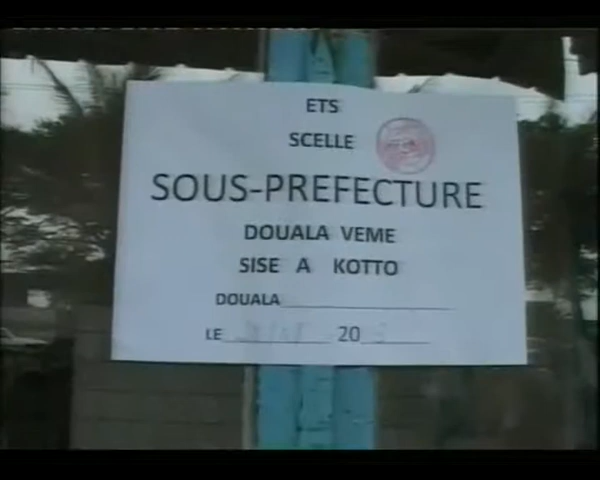 ETS
SCELLE
SOUS-PREFECTURE
DOUALA VEME
SISE A KOTTO
DOUALA
LE 20